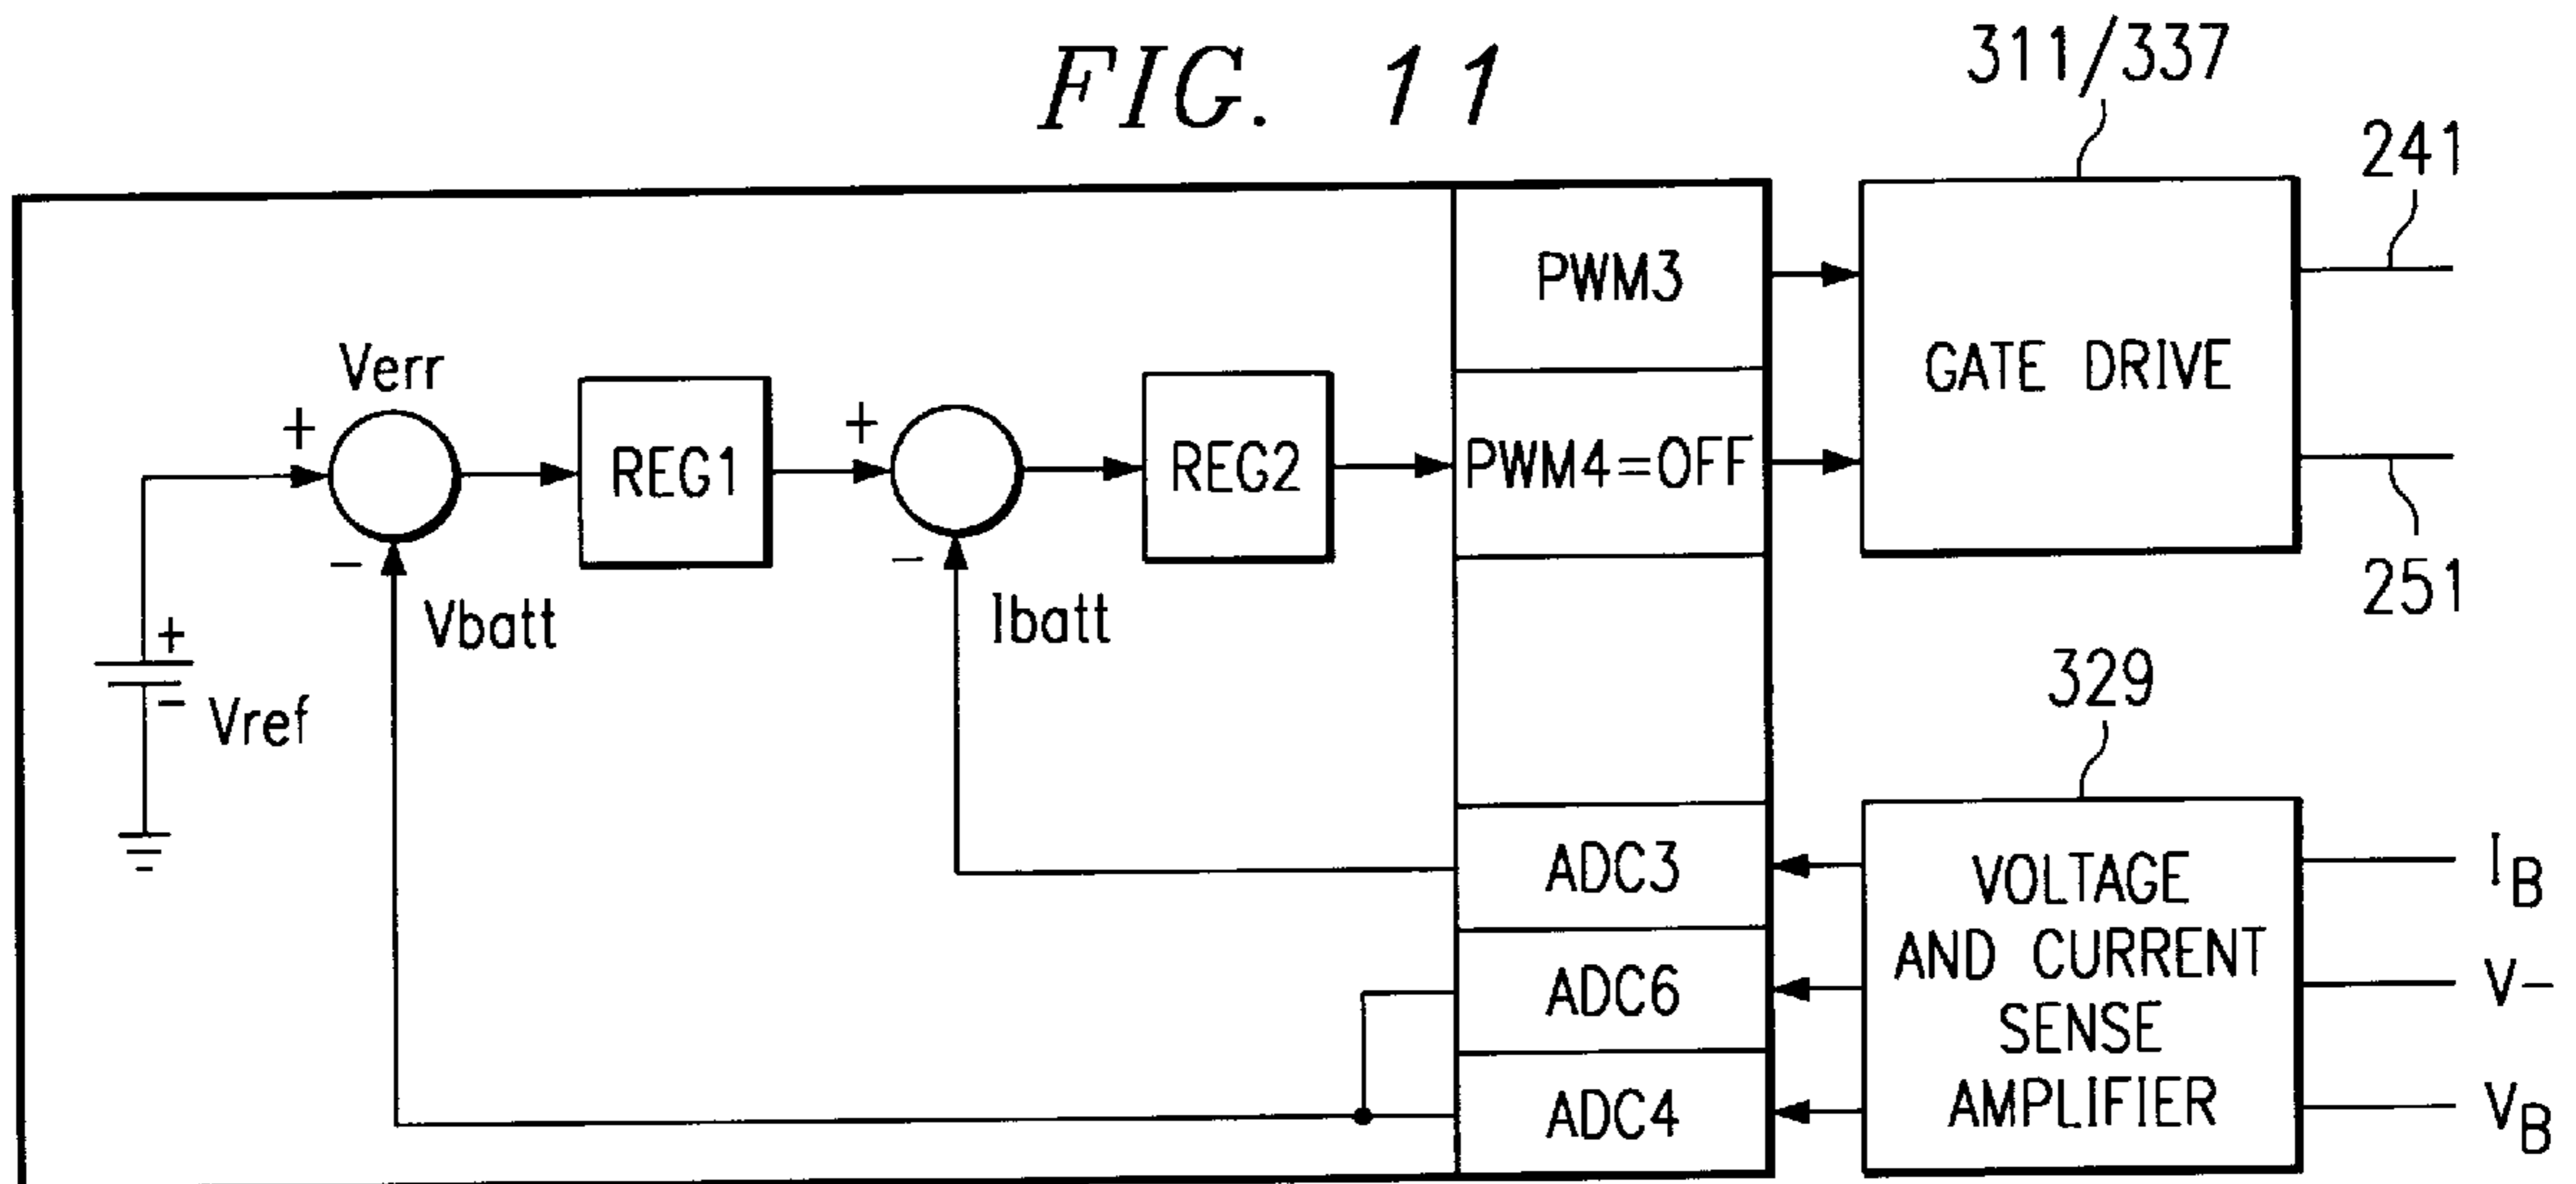 FIG. 11
311/337
241
PWM3
GATE DRIVE
Verr
+
+
REG1
REG2
PWM4=OFF
-
-
251
Vbatt
Ibatt
+
-
Vref
329
ADC3
ADC6
ADC4
VOLTAGE
AND CURRENT
SENSE
AMPLIFIER
IB
V-
VB